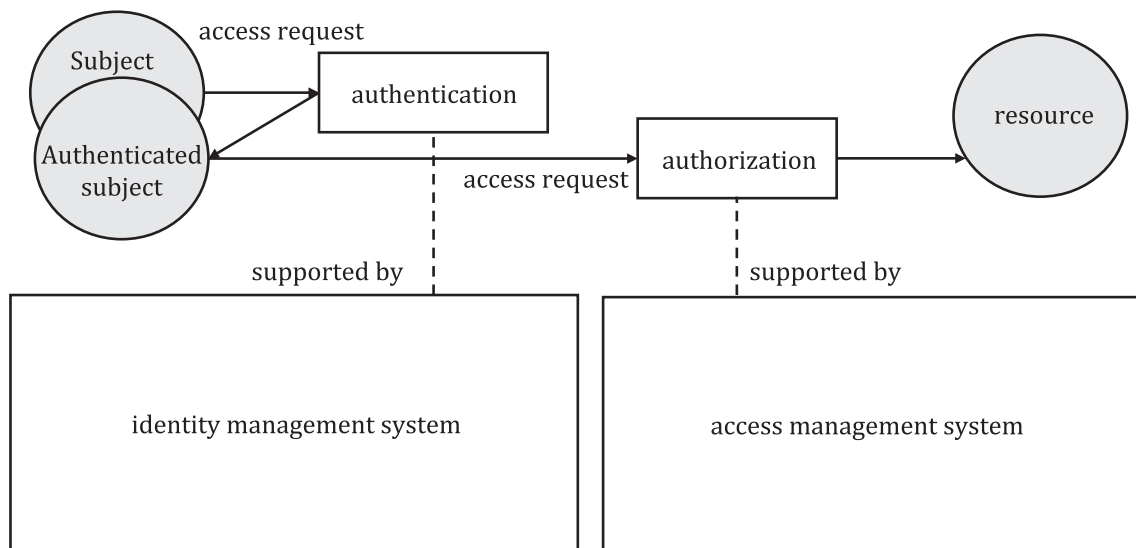 access request
Subject
authentication
resource
Authenticated
subject
authorization
access request
supported by
supported by
identity management system
access management system